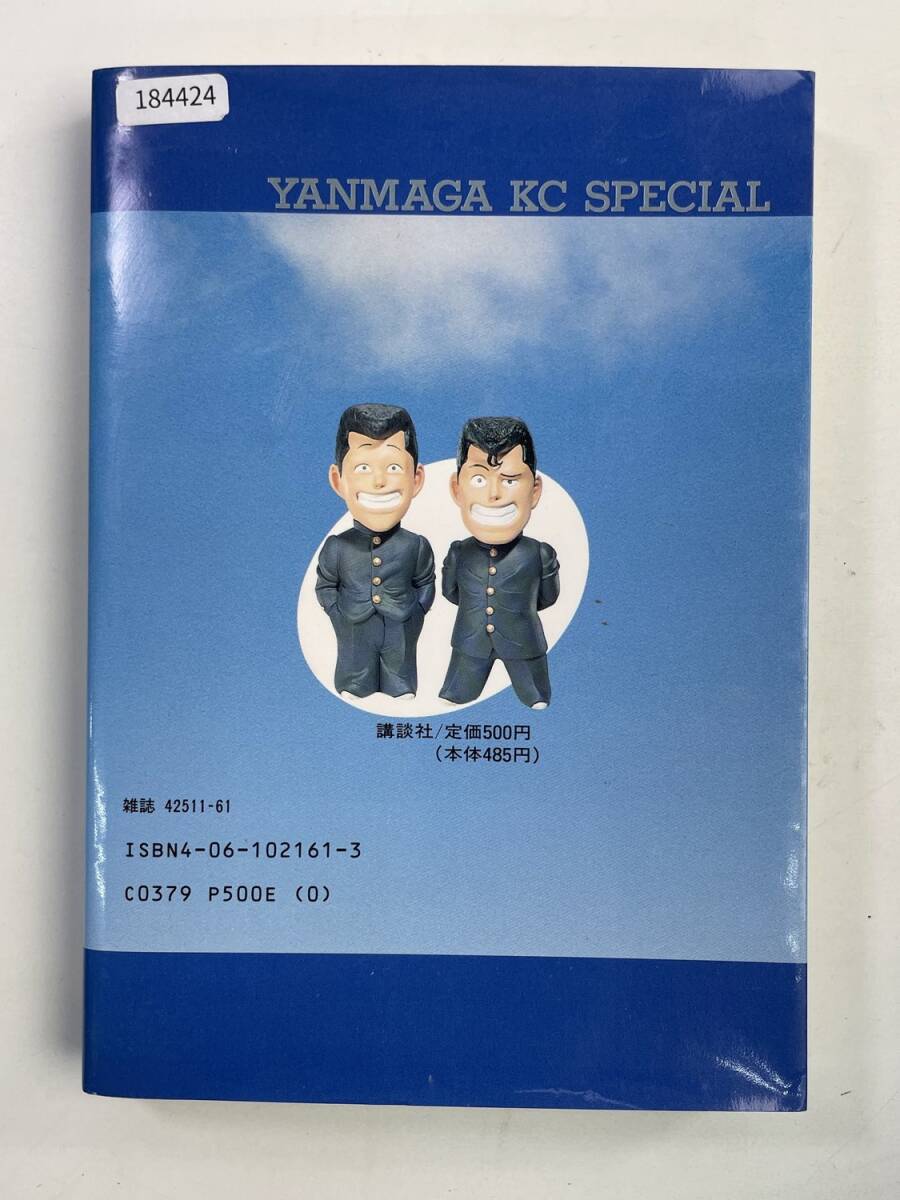 184424
YANMAGA KC SPECIAL
講談社/定価500円
(本体485円)
雑誌 42511-61
ISBN4-06-102161-3
C0379 P500E (0)